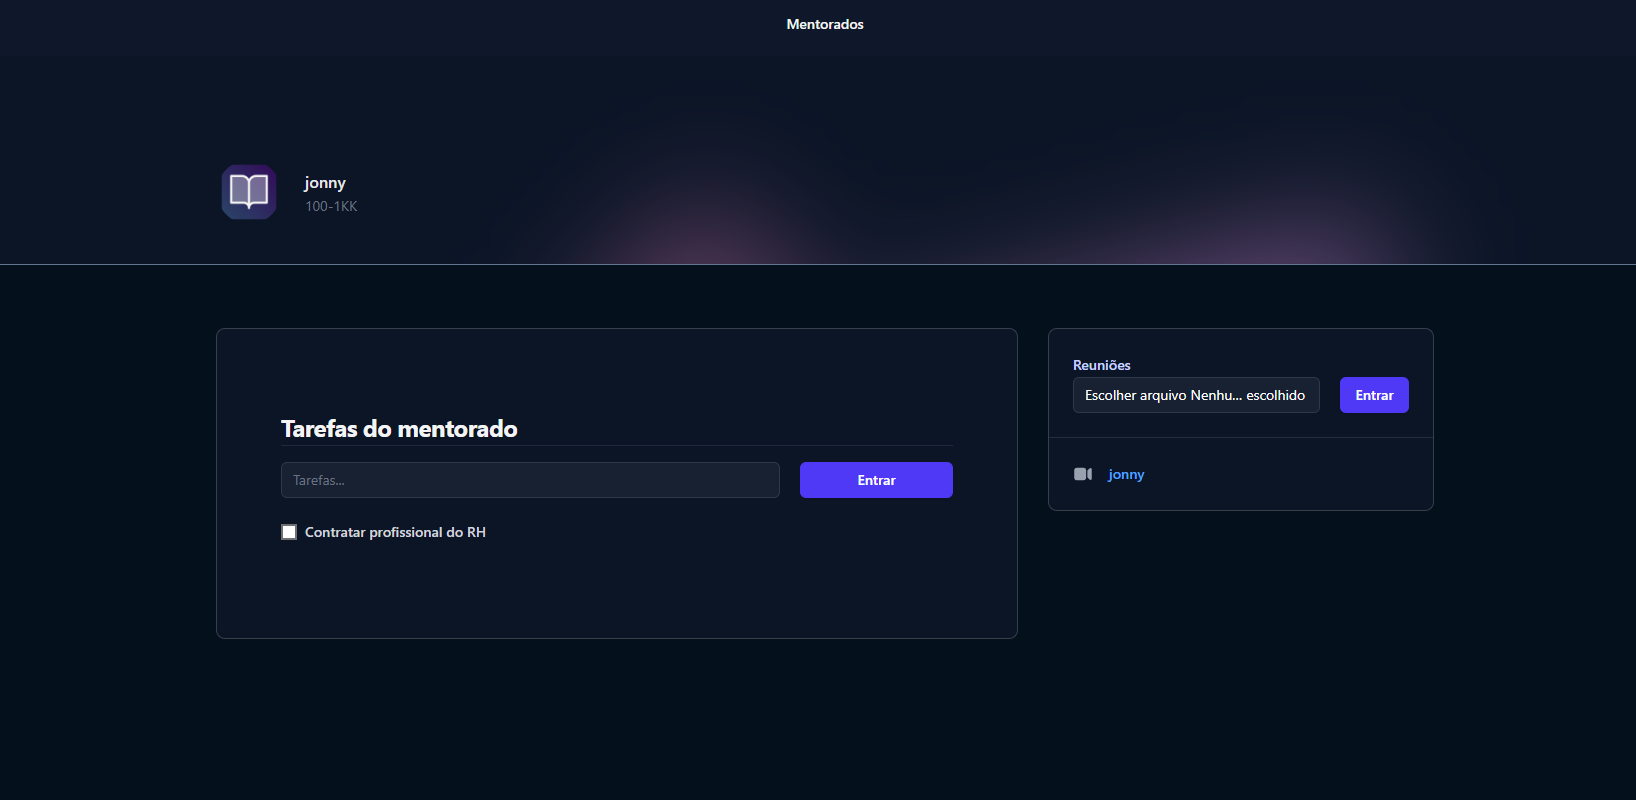 Mentorados
jonny
100-1KK
Tarefas do mentorado
Tarefas...
Entrar
Contratar profissional do RH
Reuniões
Escolher arquivo Nenhu... escolhido
Entrar
jonny